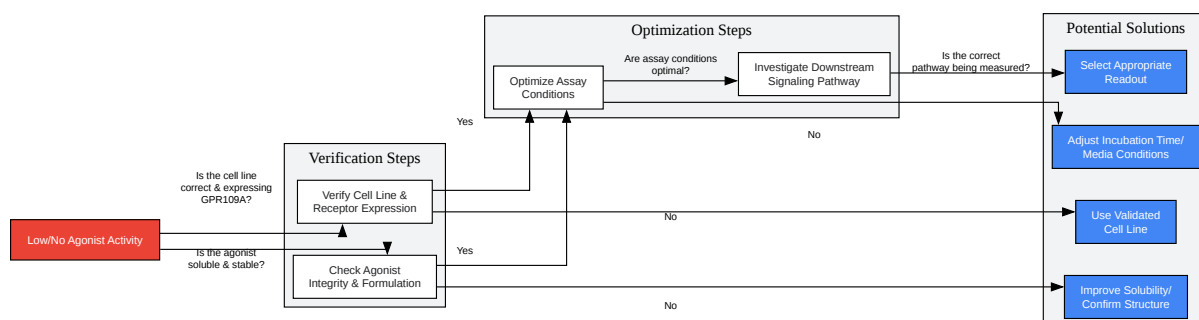 Optimization Steps
Potential Solutions
Are assay conditions
optimal?
Is the correct
pathway being measured?
Optimize Assay
Conditions
Investigate Downstream
Signaling Pathway
Select Appropriate
Readout
Yes
No
Adjust Incubation Time/
Media Conditions
Verification Steps
Is the cell line
correct & expressing
GPR109A?
Verify Cell Line &
Receptor Expression
No
Use Validated
Cell Line
Low/No Agonist Activity
Is the agonist
soluble & stable?
Yes
Check Agonist
Integrity & Formulation
No
Improve Solubility/
Confirm Structure